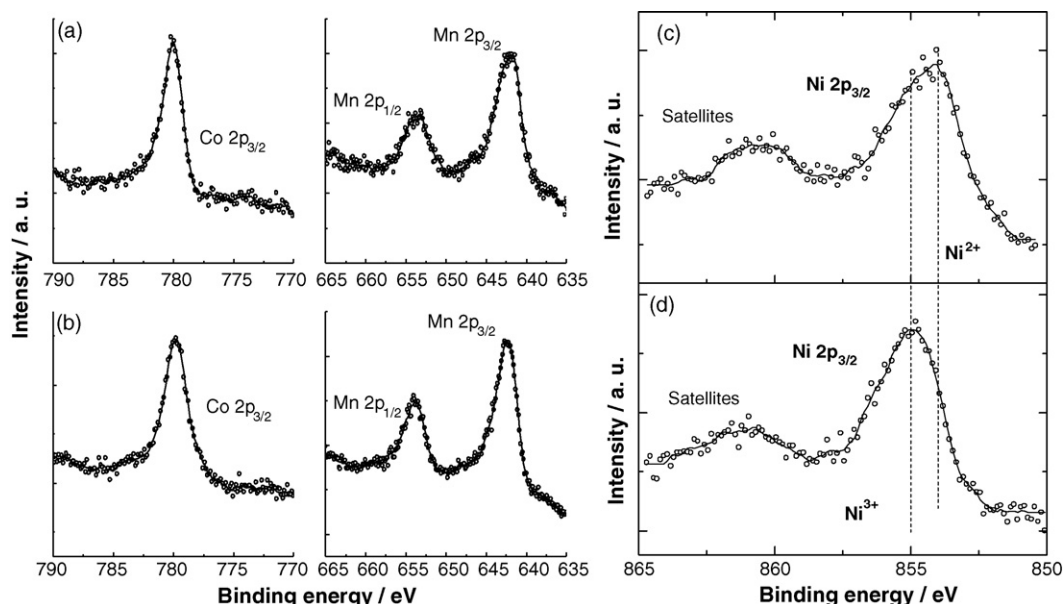 (a)
Co 2p3/2
Mn 2p1/2
Mn 2p3/2
790 785 780 775 770
665 660 655 650 645 640 635
(b)
Co 2p3/2
Mn 2p1/2
Mn 2p3/2
790 785 780 775 770
665 660 655 650 645 640 635
Intensity / a. u.
Binding energy / eV
(c)
Ni 2p3/2
Satellites
Ni2+
Intensity / a. u.
(d)
Ni 2p3/2
Satellites
Ni3+
Intensity / a. u.
865 860 855 850
Binding energy / eV